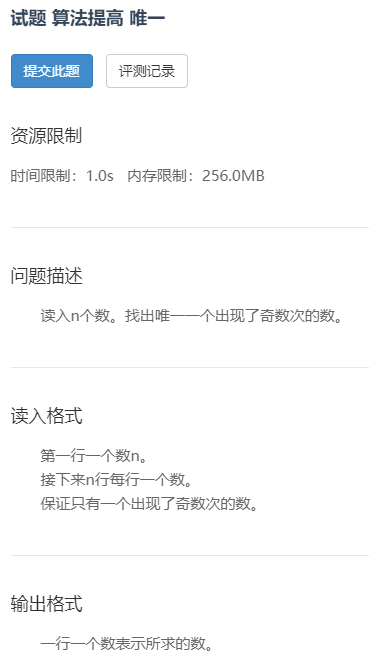 试题 算法提高 唯一
提交此题 评测记录
资源限制
时间限制：1.0s 内存限制：256.0MB
问题描述
读入n个数。找出唯一一个出现了奇数次的数。
读入格式
第一行一个数n。
接下来n行每行一个数。
保证只有一个出现了奇数次的数。
输出格式
一行一个数表示所求的数。